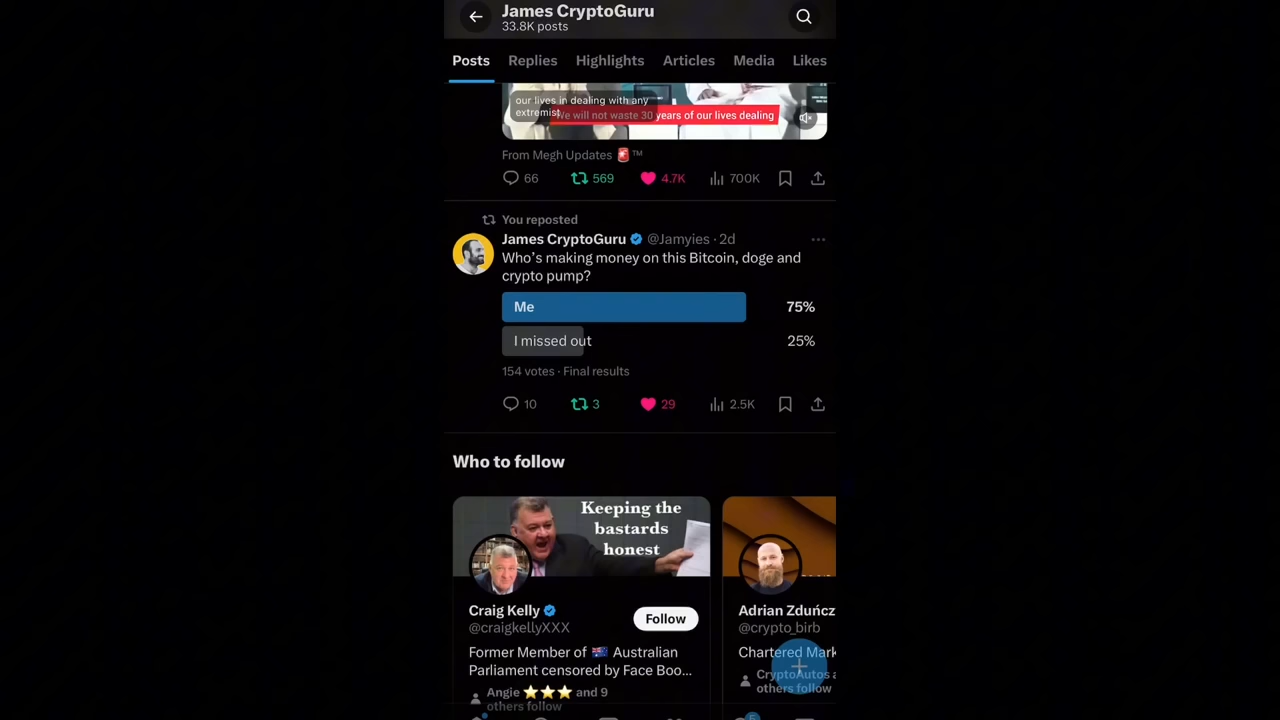 James CryptoGuru
33.8K posts
Posts Replies Highlights Articles Media Likes
our lives in dealing with any
extremist
We will not waste 30 years of our lives dealing
From Megh Updates 🚨™
66 569 4.7K 700K
You reposted
James CryptoGuru @Jamyies · 2d
Who's making money on this Bitcoin, doge and
crypto pump?
Me 75%
I missed out 25%
154 votes · Final results
10 3 29 2.5K
Who to follow
Keeping the
bastards
honest
Craig Kelly
@craigkellyXXX
Follow
Former Member of 🇦🇺 Australian
Parliament censored by Face Boo...
Angie ⭐⭐⭐ and 9
others follow
Adrian Zduńcz
@crypto_birb
Chartered Mark
CryptoAutos a
others follow